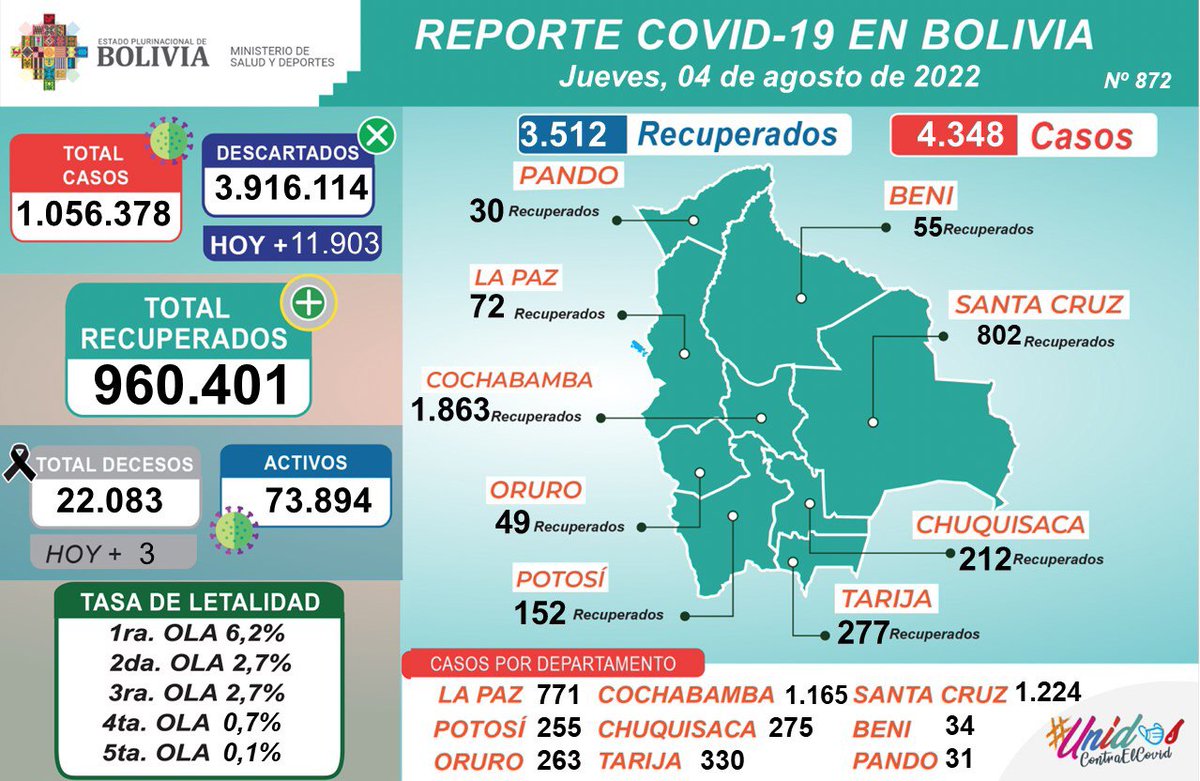 ESTADO PLURINACIONAL DE
BOLIVIA
MINISTERIO DE
SALUD Y DEPORTES
REPORTE COVD-19 EN BOLIVIA
Jueves, 04 de agosto de 2022
Nº 872
TOTAL
CASOS
1.056.378
DESCARTADOS
3.916.114
HOY +11.903
TOTAL
RECUPERADOS
960.401
TOTAL DECESOS
22.083
HOY + 3
ACTIVOS
73.894
TASA DE LETALIDAD
1ra. OLA 6,2%
2da. OLA 2,7%
3ra. OLA 2,7%
4ta. OLA 0,7%
5ta. OLA 0,1%
3.512 Recuperados
4.348 Casos
PANDO
30 Recuperados
BENI
55 Recuperados
LA PAZ
72 Recuperados
SANTA CRUZ
802 Recuperados
COCHABAMBA
1.863 Recuperados
ORURO
49 Recuperados
CHUQUISACA
212 Recuperados
POTOSÍ
152 Recuperados
TARIJA
277 Recuperados
CASOS POR DEPARTAMENTO
LA PAZ 771 COCHABAMBA 1.165 SANTA CRUZ 1.224
POTOSÍ 255 CHUQUISACA 275 BENI 34
ORURO 263 TARIJA 330 PANDO 31
#Unidos
ContraElCovid